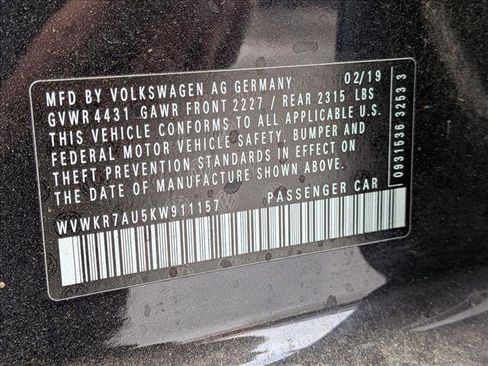 MFD BY VOLKSWAGEN AG GERMANY 02/19
GVWR 4431 GAWR FRONT 2227 / REAR 2315 LBS
THIS VEHICLE CONFORMS TO ALL APPLICABLE U.S.
FEDERAL MOTOR VEHICLE SAFETY, BUMPER AND
THEFT PREVENTION STANDARDS IN EFFECT ON
THE DATE OF MANUFACTURE SHOWN ABOVE.
WVWKR7AU5KW911157 PASSENGER CAR
0931536 3253 3